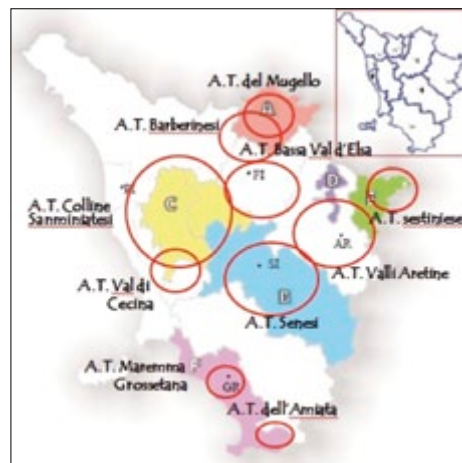 A.T. del Mugello
A
A.T. Barberinesi
A.T. Bassa Val d'Elsa
FI
D
C
A.T. Colline
Sanminiatesi
A.T. sestiniese
AR
A.T. Valli Aretine
A.T. Val di
Cecina
SI
A.T. Senesi
A.T. Maremma
Grossetana
GR
A.T. dell'Amiata